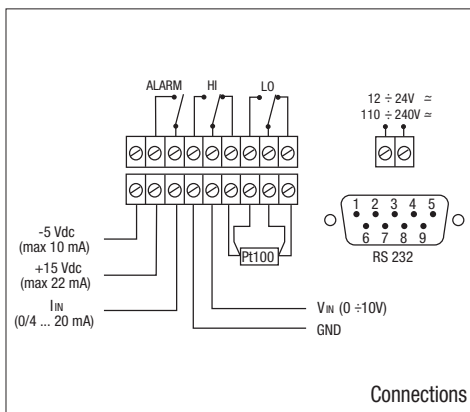 ALARM HI LO
12 ÷ 24V ≃
110 ÷ 240V ≃
1 2 3 4 5
6 7 8 9
RS 232
-5 Vdc
(max 10 mA)
+15 Vdc
(max 22 mA)
IIN
(0/4 ... 20 mA)
Pt100
VIN (0 ÷10V)
GND
Connections